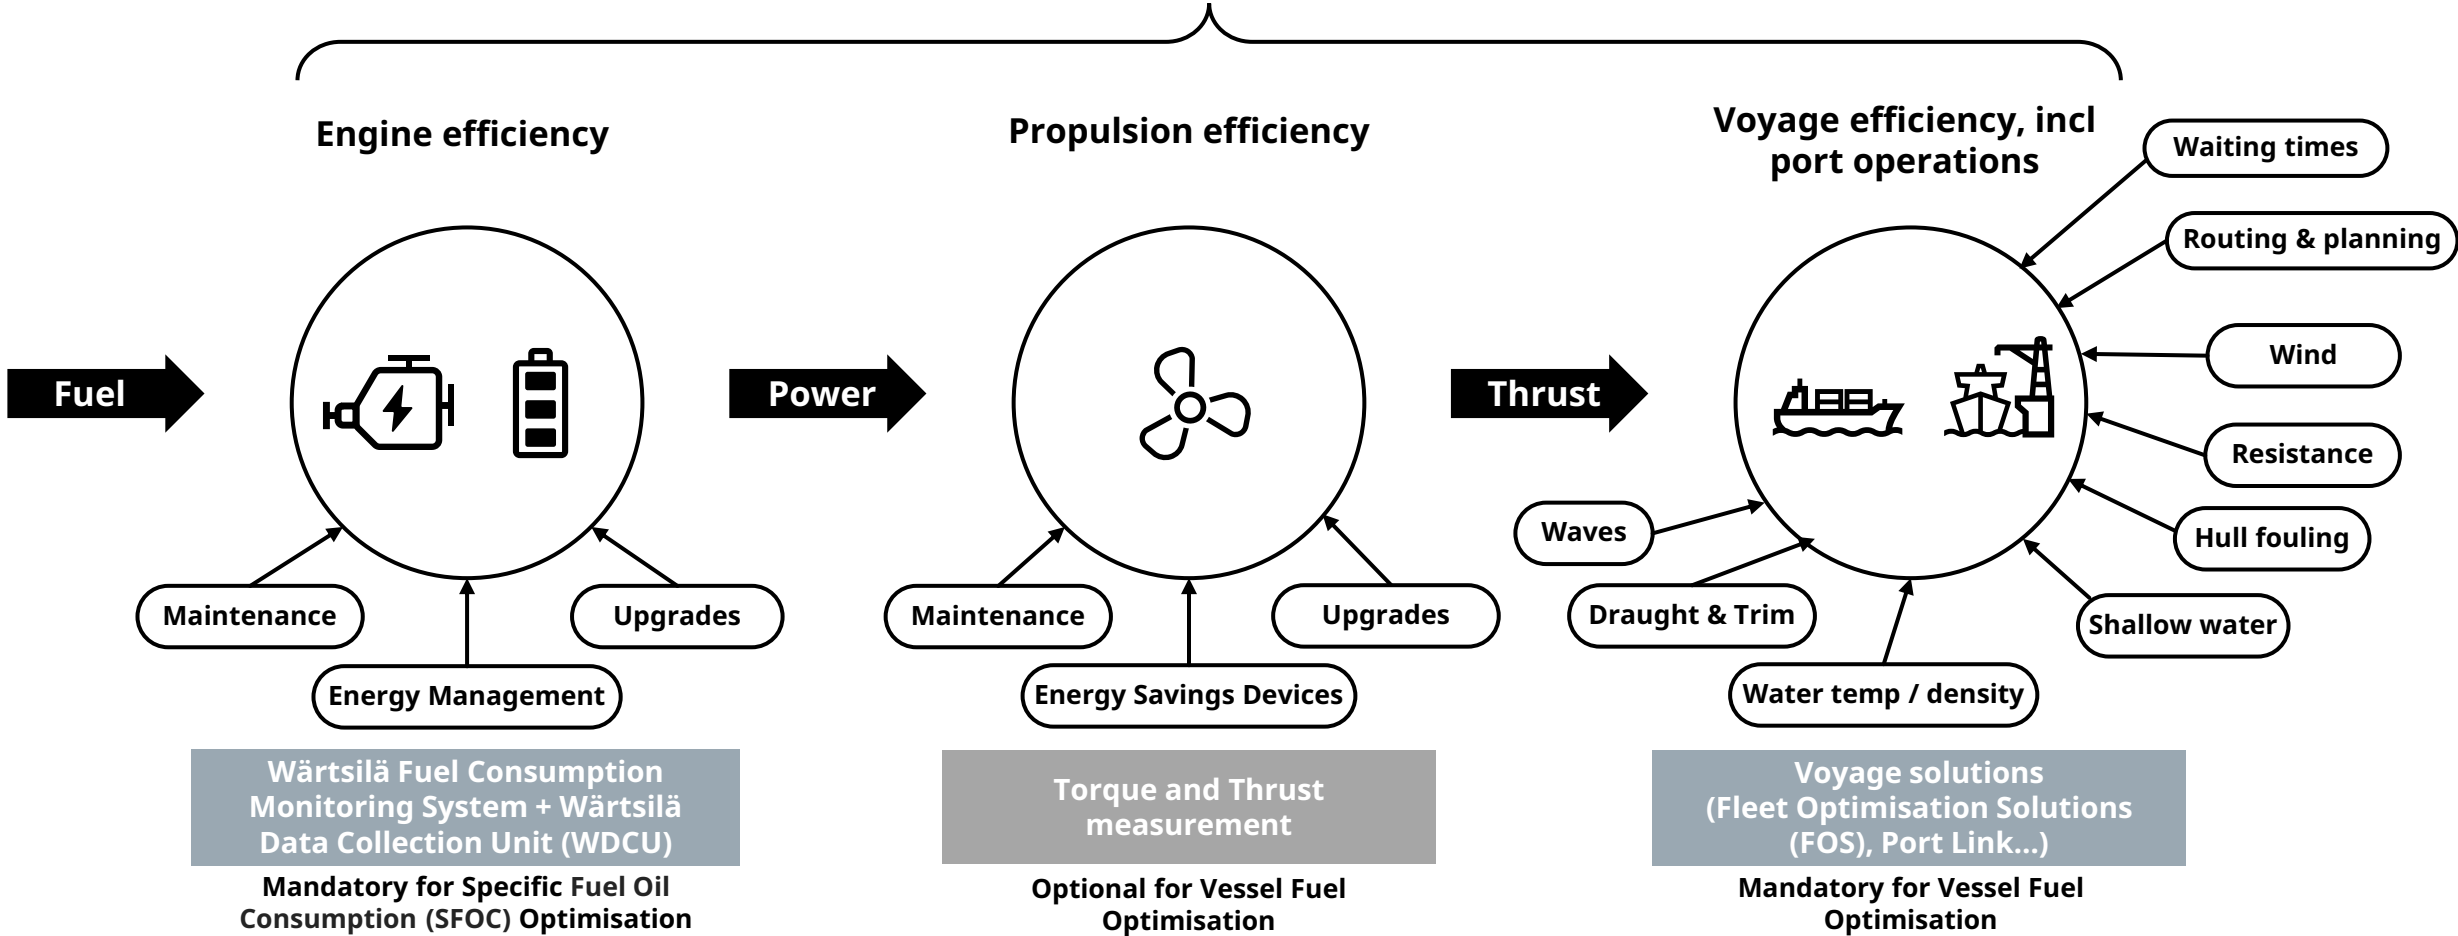 Engine efficiency
Propulsion efficiency
Voyage efficiency, incl
port operations
Waiting times
Routing & planning
Wind
Resistance
Hull fouling
Shallow water
Water temp / density
Draught & Trim
Waves
Fuel
Power
Thrust
Maintenance
Energy Management
Upgrades
Maintenance
Energy Savings Devices
Upgrades
Wärtsilä Fuel Consumption
Monitoring System + Wärtsilä
Data Collection Unit (WDCU)
Mandatory for Specific Fuel Oil
Consumption (SFOC) Optimisation
Torque and Thrust
measurement
Optional for Vessel Fuel
Optimisation
Voyage solutions
(Fleet Optimisation Solutions
(FOS), Port Link...)
Mandatory for Vessel Fuel
Optimisation